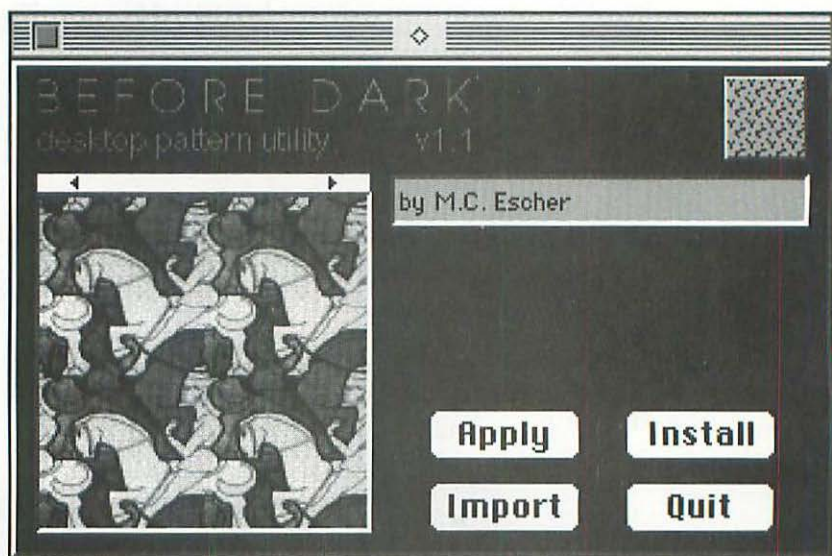 BEFORE DARK
desktop pattern utility v1.1
by M.C. Escher
Apply
Install
Import
Quit